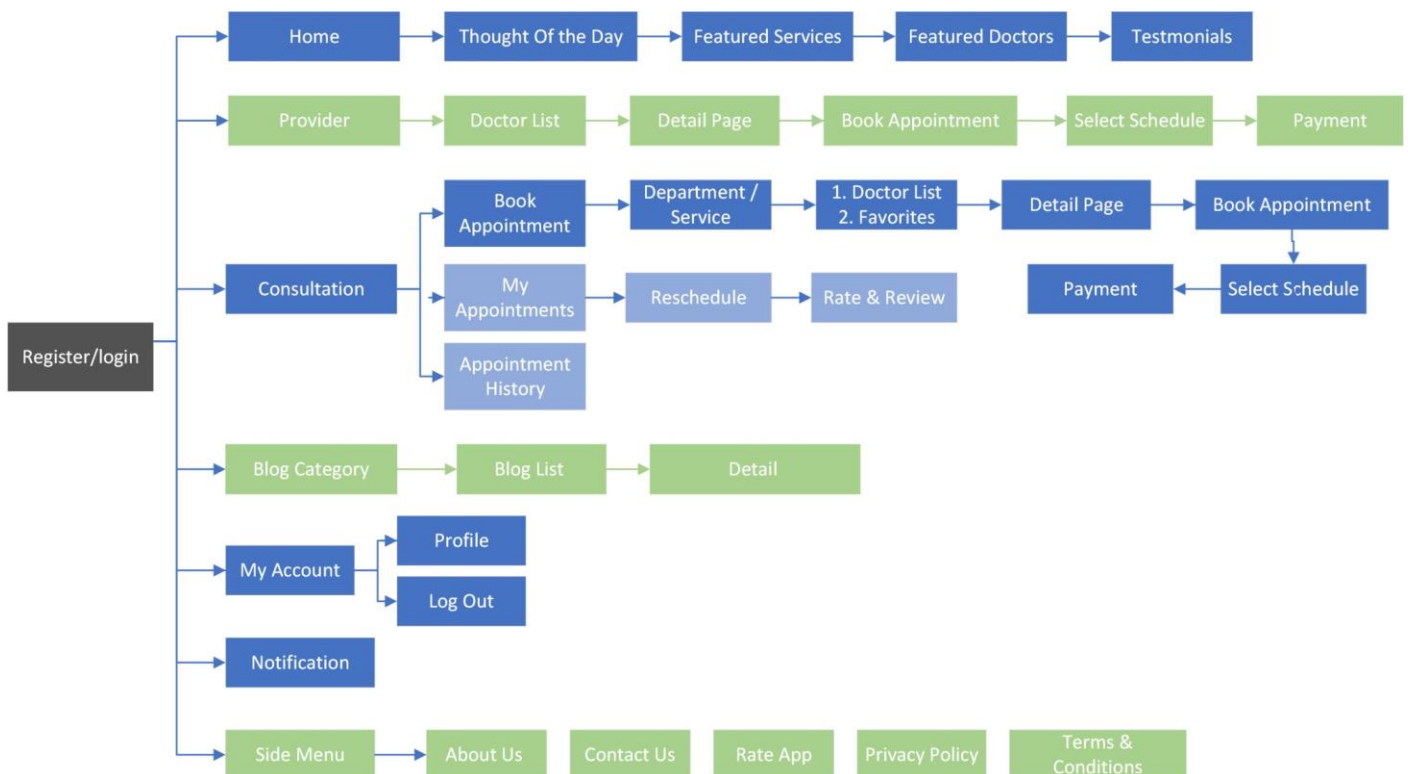 Home
Thought Of the Day
Featured Services
Featured Doctors
Testmonials
Provider
Doctor List
Detail Page
Book Appointment
Select Schedule
Payment
Book
Appointment
Department /
Service
1. Doctor List
2. Favorites
Detail Page
Book Appointment
Consultation
My
Appointments
Reschedule
Rate & Review
Payment
Select Schedule
Register/login
Appointment
History
Blog Category
Blog List
Detail
My Account
Profile
Log Out
Notification
Side Menu
About Us
Contact Us
Rate App
Privacy Policy
Terms &
Conditions